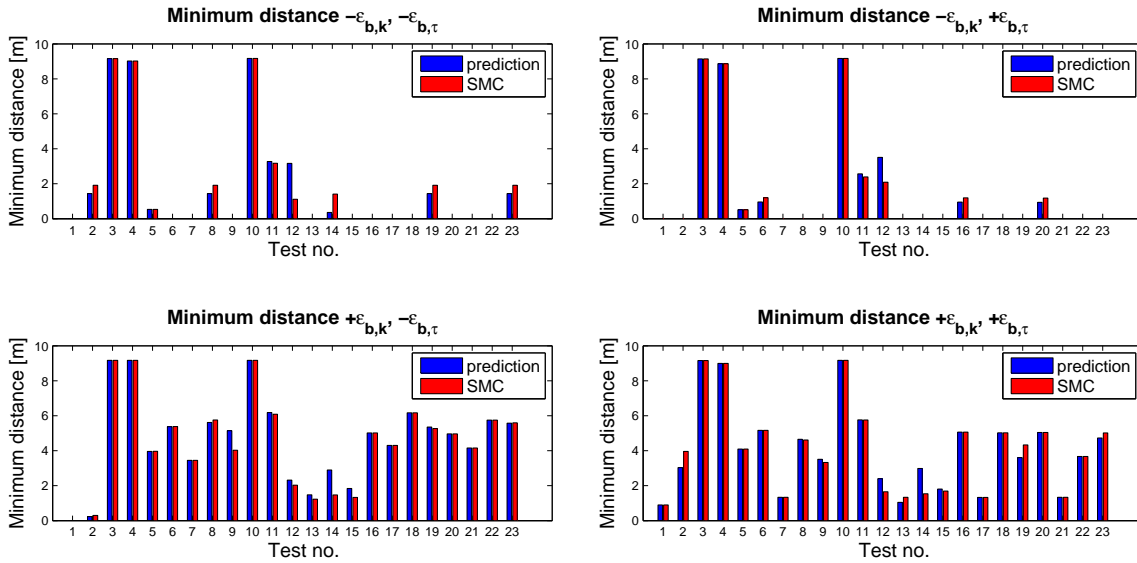 Minimum distance −ε_b,k, −ε_b,τ
Minimum distance [m]
10
8
6
4
2
0
prediction
SMC
1 2 3 4 5 6 7 8 9 10 11 12 13 14 15 16 17 18 19 20 21 22 23
Test no.
Minimum distance −ε_b,k, +ε_b,τ
Minimum distance [m]
10
8
6
4
2
0
prediction
SMC
1 2 3 4 5 6 7 8 9 10 11 12 13 14 15 16 17 18 19 20 21 22 23
Test no.
Minimum distance +ε_b,k, −ε_b,τ
Minimum distance [m]
10
8
6
4
2
0
prediction
SMC
1 2 3 4 5 6 7 8 9 10 11 12 13 14 15 16 17 18 19 20 21 22 23
Test no.
Minimum distance +ε_b,k, +ε_b,τ
Minimum distance [m]
10
8
6
4
2
0
prediction
SMC
1 2 3 4 5 6 7 8 9 10 11 12 13 14 15 16 17 18 19 20 21 22 23
Test no.